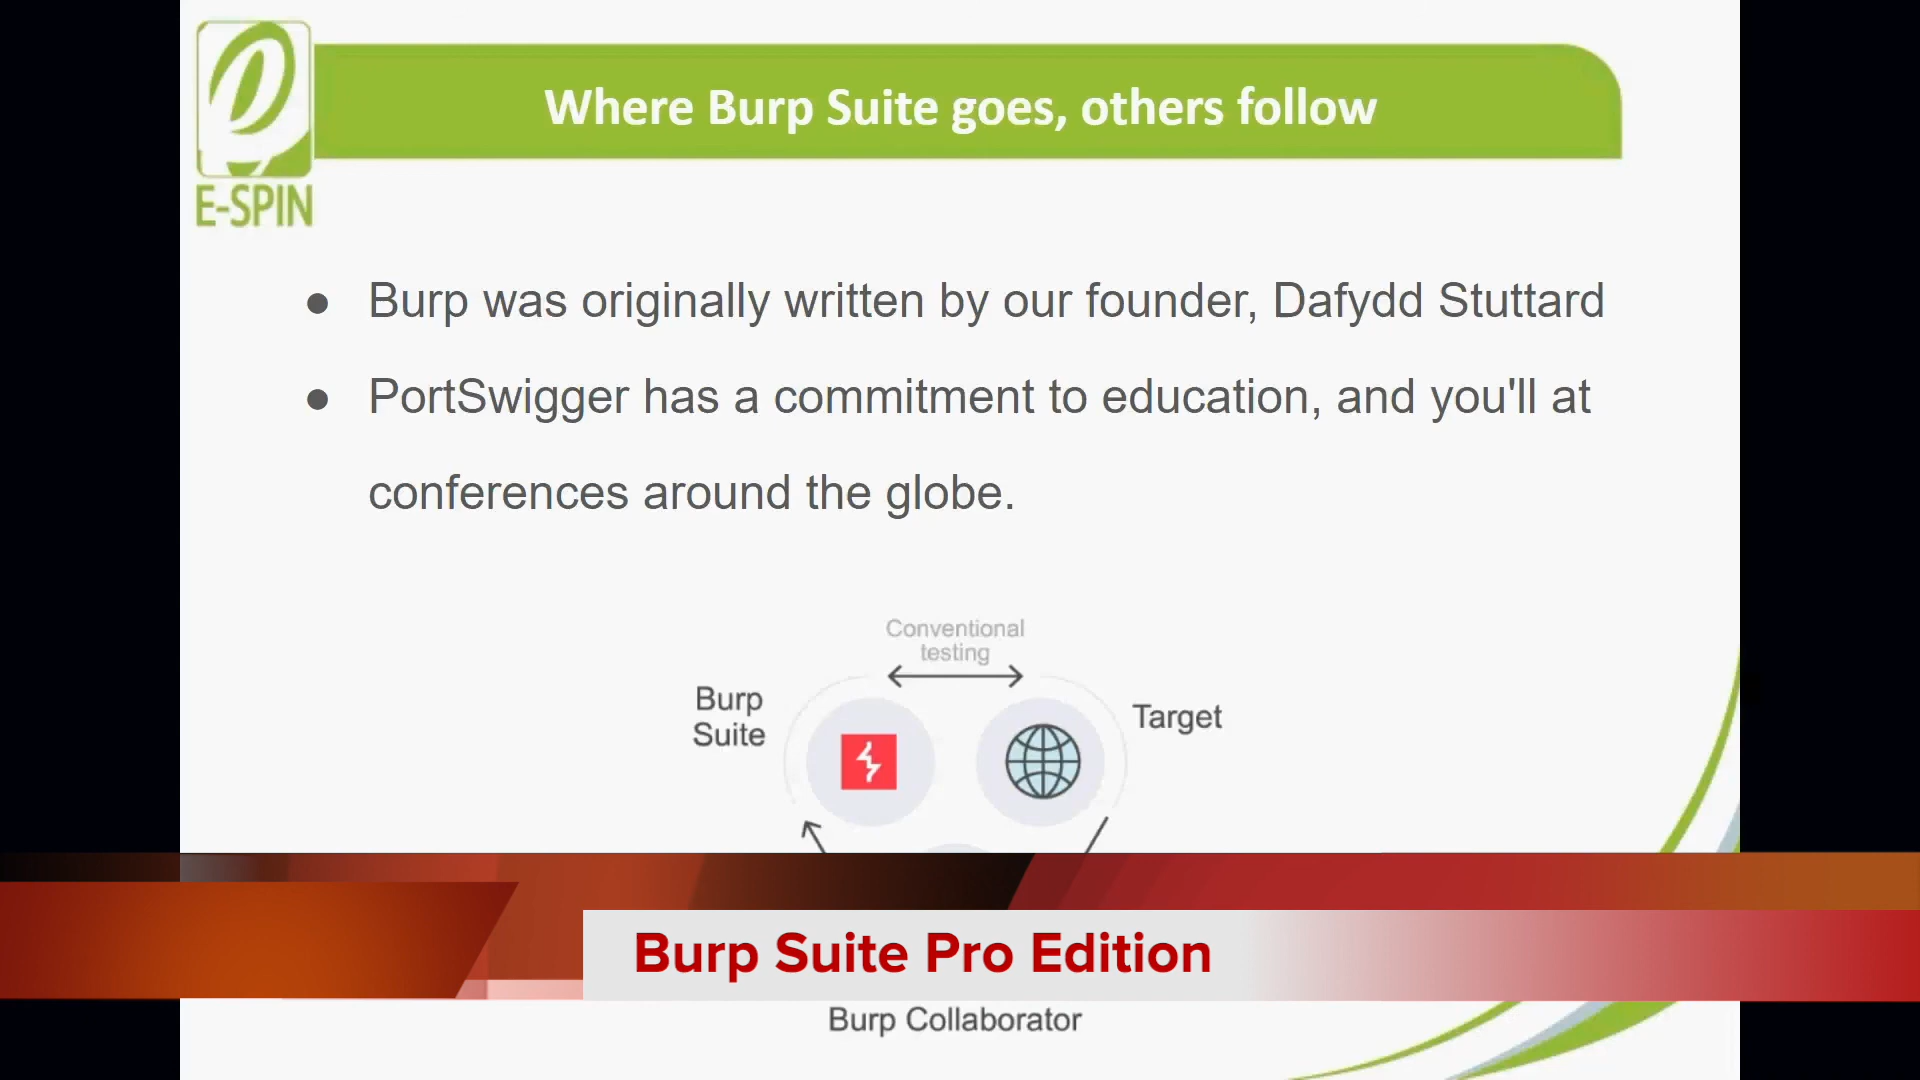 Where Burp Suite goes, others follow
E-SPIN
● Burp was originally written by our founder, Dafydd Stuttard
● PortSwigger has a commitment to education, and you'll at
conferences around the globe.
Conventional
testing
Burp
Suite
Target
Burp Suite Pro Edition
Burp Collaborator